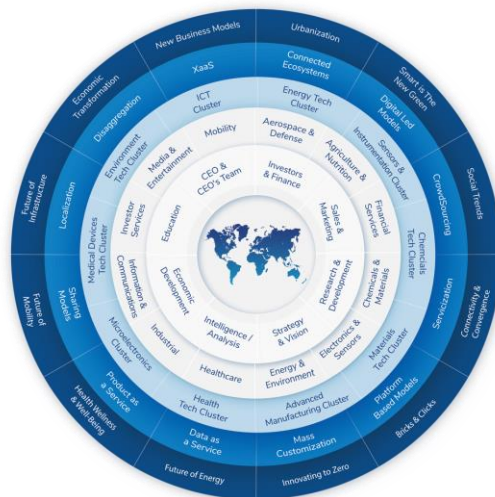 New Business Models
Urbanization
Smart is The
New Green
Social Trends
Connectivity &
Convergence
Bricks & Clicks
Innovating to Zero
Future of Energy
Health Wellness
& Well-Being
Future of
Mobility
Future of
Infrastructure
Economic
Transformation
XaaS
Connected
Ecosystems
Digital Led
Models
CrowdSourcing
Servicization
Platform
Based Models
Mass
Customization
Data as
a Service
Product as
a Service
Sharing
Models
Localization
Disaggregation
ICT
Cluster
Energy Tech
Cluster
Sensors &
Instrumentation Cluster
Chemcials
Tech Cluster
Materials
Tech Cluster
Advanced
Manufacturing Cluster
Health
Tech Cluster
Microelectronics
Cluster
Medical Devices
Tech Cluster
Environment
Tech Cluster
Mobility
Aerospace &
Defense
Agriculture &
Nutrition
Financial
Services
Chemicals &
Materials
Electronics &
Sensors
Energy &
Environment
Healthcare
Industrial
Information &
Communications
Investor
Services
Media &
Entertainment
CEO &
CEO's Team
Investors
& Finance
Sales &
Marketing
Research &
Development
Strategy
& Vision
Intelligence /
Analysis
Economic
Development
Education